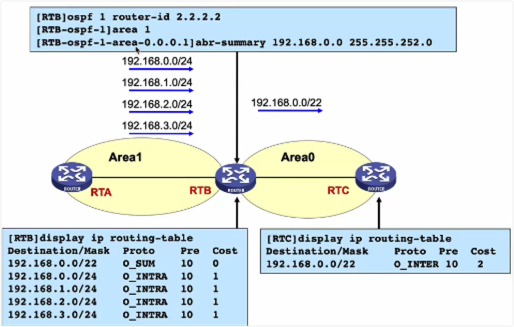 [RTB]ospf 1 router-id 2.2.2.2
[RTB-ospf-1]area 1
[RTB-ospf-1-area-0.0.0.1]abr-summary 192.168.0.0 255.255.252.0
192.168.0.0/24
192.168.1.0/24
192.168.2.0/24
192.168.3.0/24
192.168.0.0/22
Area1
Area0
ROUTER
RTA
RTB
ROUTER
RTC
ROUTER
[RTB]display ip routing-table
Destination/Mask Proto Pre Cost
192.168.0.0/22 O_SUM 10 0
192.168.0.0/24 O_INTRA 10 1
192.168.1.0/24 O_INTRA 10 1
192.168.2.0/24 O_INTRA 10 1
192.168.3.0/24 O_INTRA 10 1
[RTC]display ip routing-table
Destination/Mask Proto Pre Cost
192.168.0.0/22 O_INTER 10 2